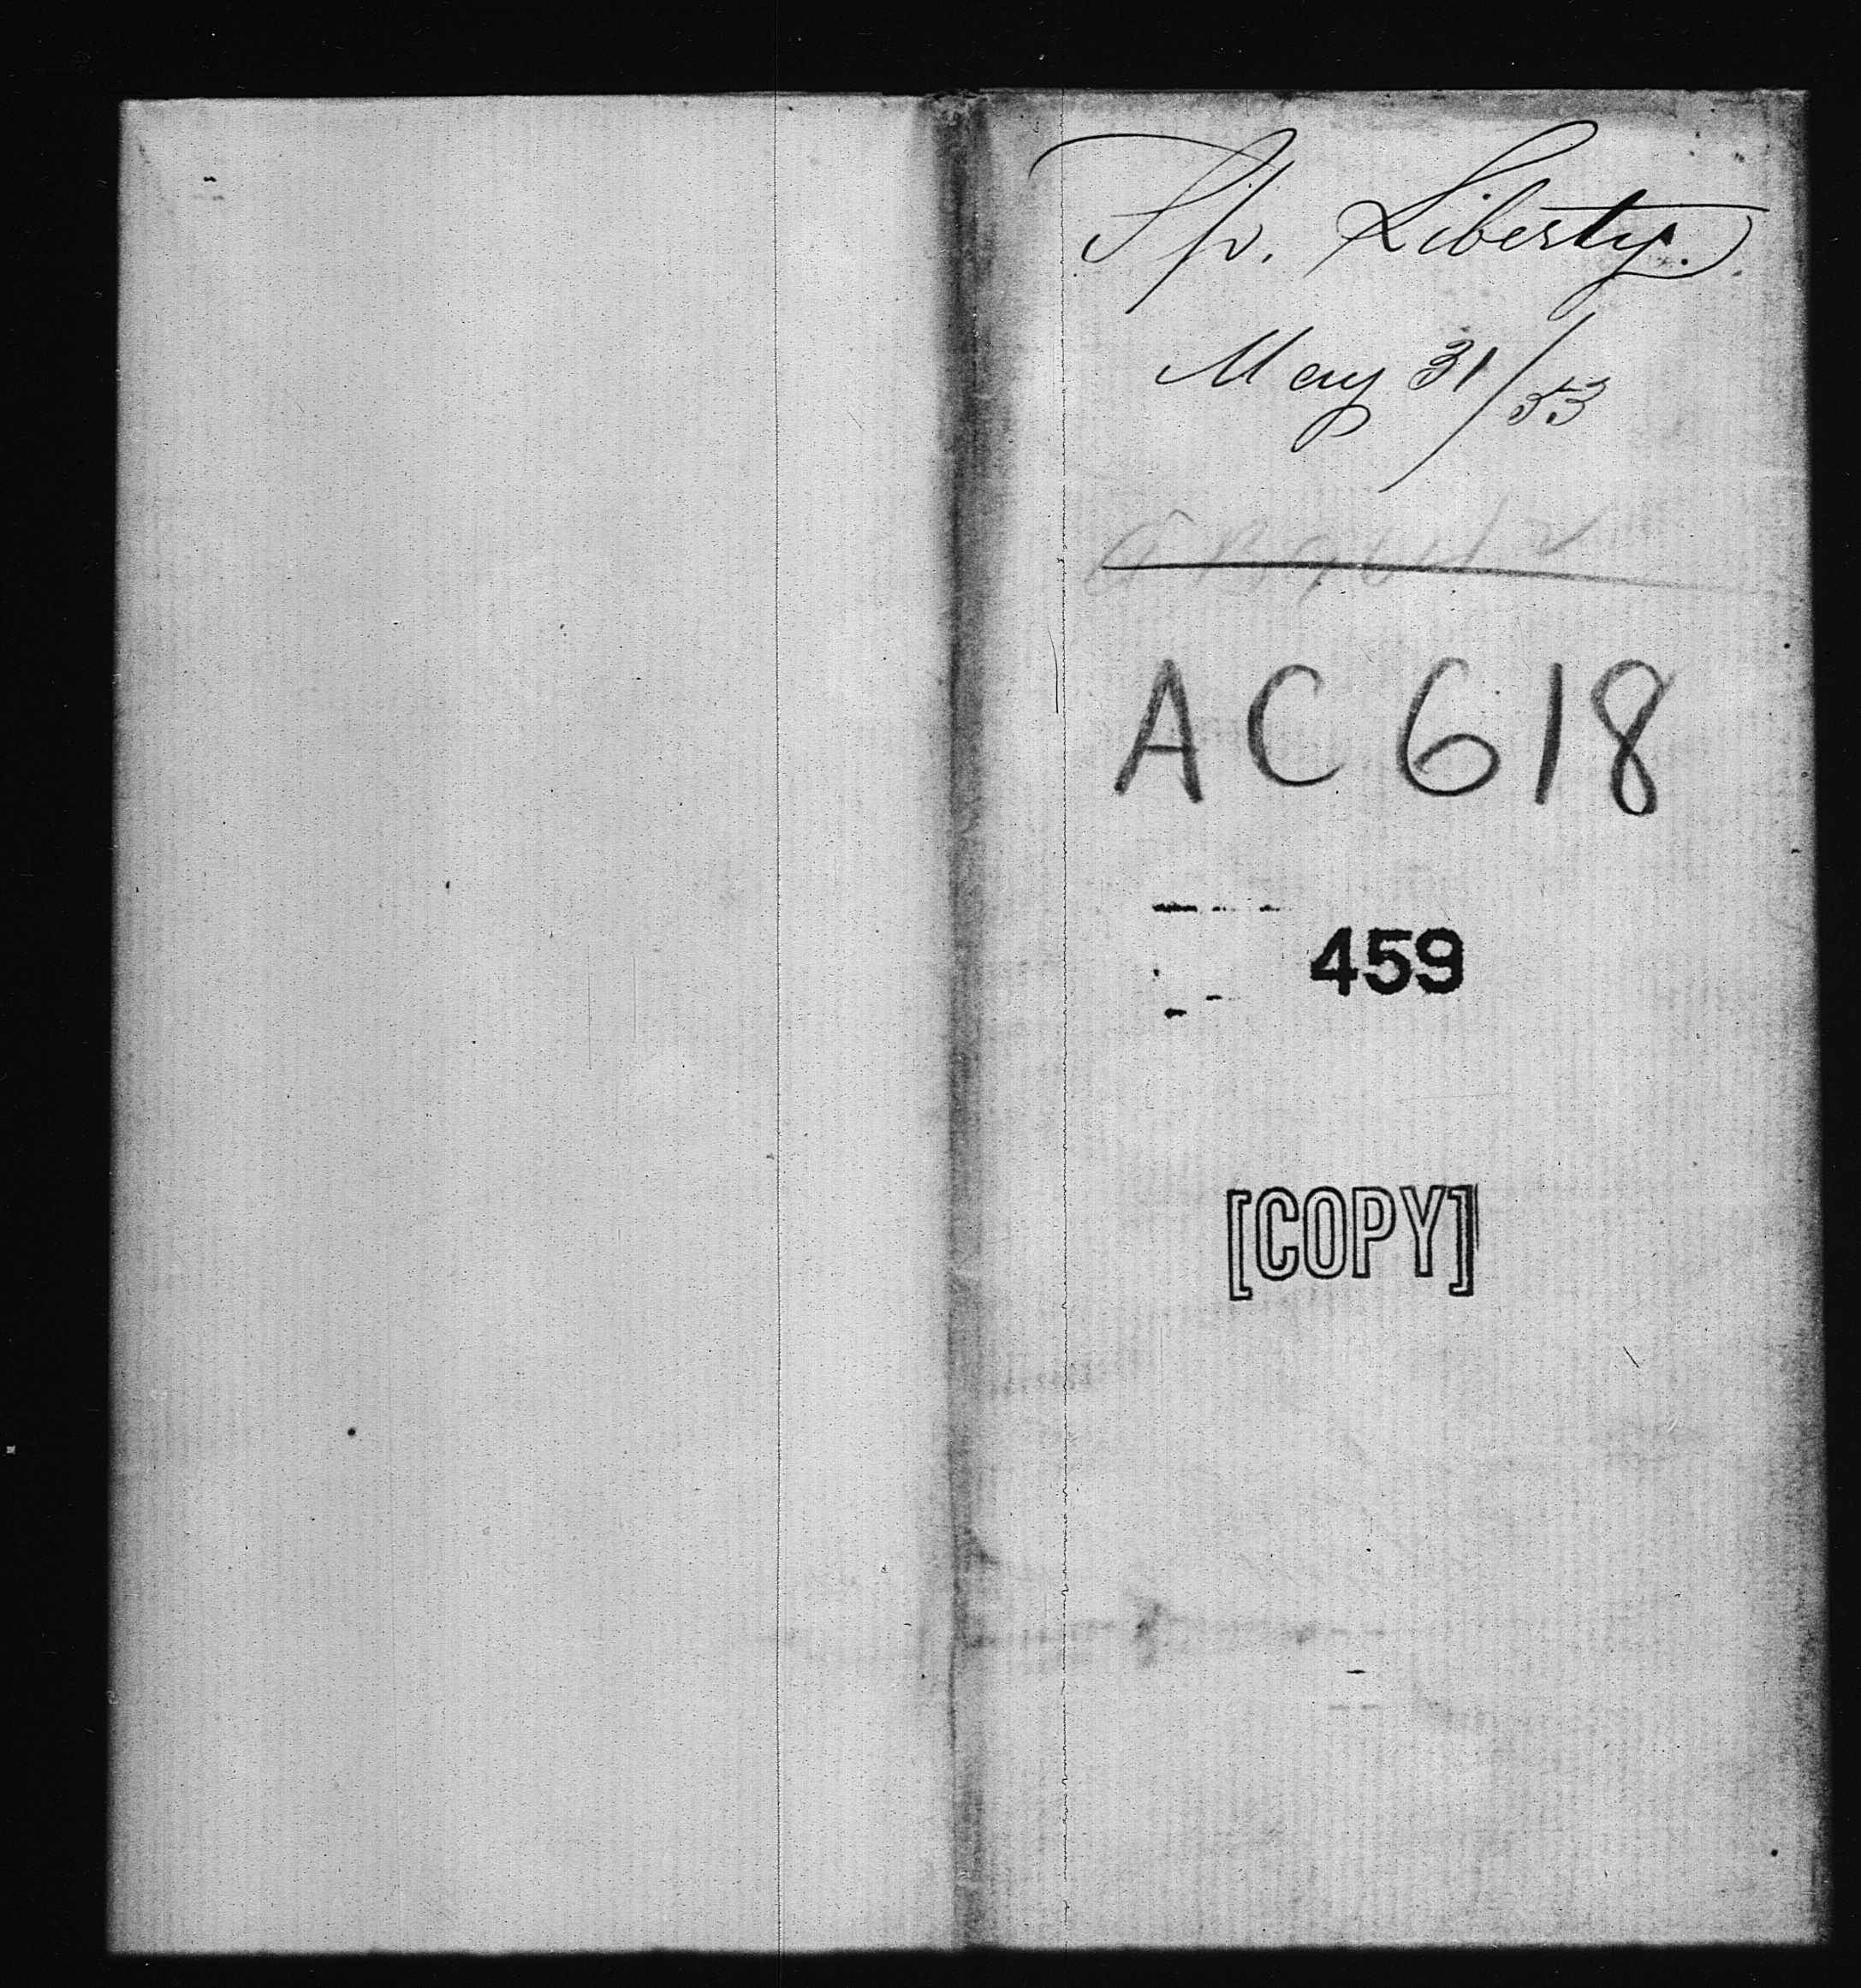 Sp. Liberty.
May 31/53
AC 618
459
[COPY]